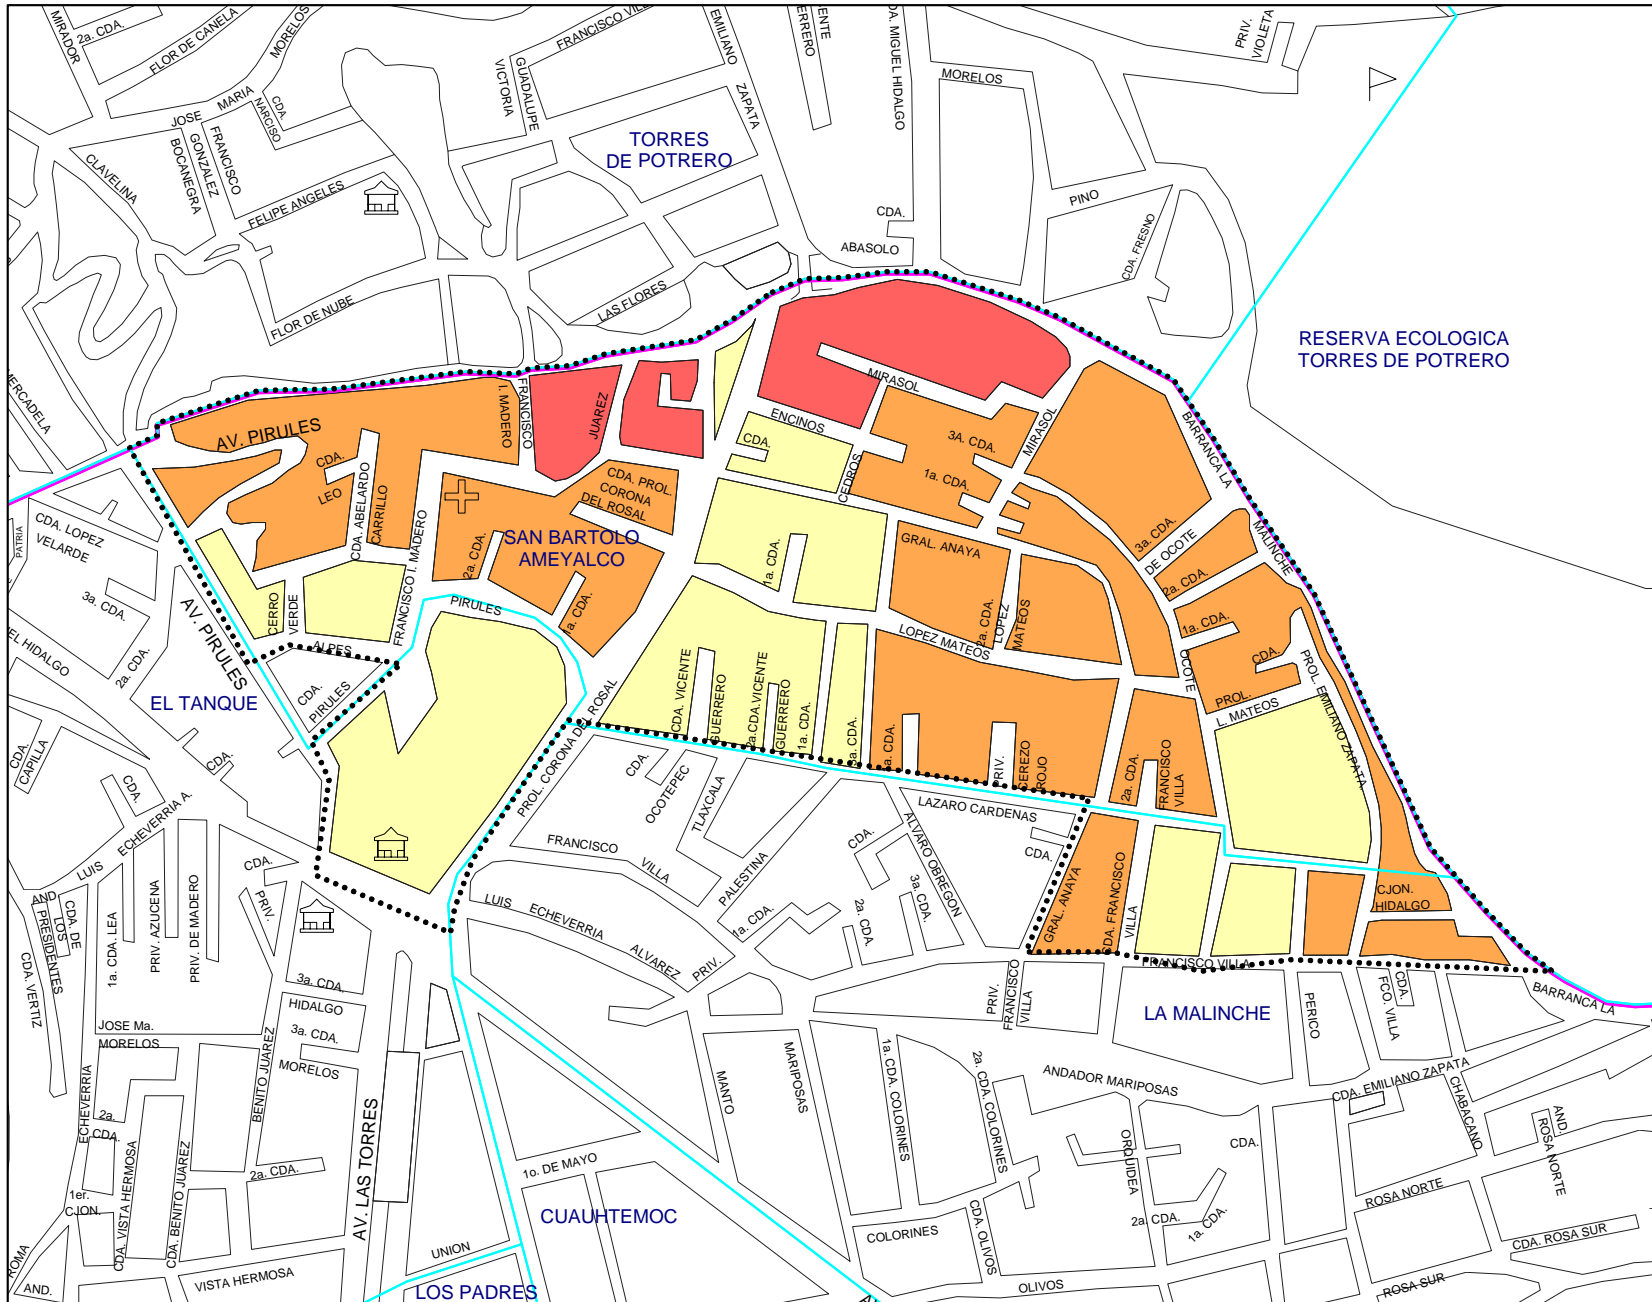 MIRADOR
2a. CDA.
FLOR DE CANELA
MORELOS
FRANCISCO VILL
EMILIANO
ZAPATA
ENTE
ERRERO
DA. MIGUEL HIDALGO
MORELOS
PRIV.
VIOLETA
VICTORIA
GUADALUPE
JOSE
MARIA
CDA.
NARCISO
FRANCISCO
GONZALEZ
BOCANEGRA
CLAVELINA
FELIPE ANGELES
TORRES
DE POTRERO
CDA.
ABASOLO
PINO
CDA. FRESNO
FLOR DE NUBE
LAS FLORES
RESERVA ECOLOGICA
TORRES DE POTRERO
MERCADELA
AV. PIRULES
I. MADERO
FRANCISCO
JUAREZ
MIRASOL
ENCINOS
CDA.
CEDROS
3A. CDA.
1a. CDA.
MIRASOL
BARRANCA LA
MALINCHE
CDA.
LEO
CDA. ABELARDO
CARRILLO
FRANCISCO I. MADERO
CDA. PROL.
CORONA
DEL ROSAL
SAN BARTOLO
AMEYALCO
2a. CDA.
1a. CDA.
PIRULES
1a. CDA.
GRAL. ANAYA
2a. CDA.
LOPEZ
MATEOS
LOPEZ MATEOS
3a. CDA.
DE OCOTE
2a. CDA.
1a. CDA.
OCOTE
CDA.
PROL.
L. MATEOS
PROL. EMILIANO ZAPATA
PATRIA
CDA. LOPEZ
VELARDE
3a. CDA.
2a. CDA.
EL HIDALGO
AV. PIRULES
CERRO
VERDE
ALPES
CDA.
PIRULES
EL TANQUE
CDA.
CDA.
CAPILLA
CDA.
PROL. CORONA DEL ROSAL
CDA. VICENTE
GUERRERO
2a.CDA.VICENTE
GUERRERO
1a. CDA.
3a. CDA.
PRIV.
CEREZO
ROJO
2a. CDA.
FRANCISCO
VILLA
CDA.
OCOTEPEC
TLAXCALA
FRANCISCO
VILLA
PALESTINA
LAZARO CARDENAS
CDA.
CDA.
ALVARO OBREGON
3a. CDA.
2a. CDA.
1a. CDA.
GRAL. ANAYA
CDA. FRANCISCO
VILLA
FRANCISCO VILLA
CJON.
HIDALGO
LUIS
ECHEVERRIA A.
AND.
LOS
PRESIDENTES
CDA. DE
CDA. VERTIZ
1a. CDA. LEA
PRIV. AZUCENA
PRIV. DE MADERO
CDA.
PRIV.
LUIS
ECHEVERRIA
ALVAREZ
PRIV.
PRIV.
FRANCISCO
VILLA
LA MALINCHE
PERICO
FCO. VILLA
CDA.
BARRANCA LA
3a. CDA.
HIDALGO
3a. CDA.
MORELOS
JOSE Ma.
MORELOS
ECHEVERRIA
BENITO JUAREZ
2a.
CDA.
1er.
CJON.
CDA. VISTA HERMOSA
CDA. BENITO JUAREZ
2a. CDA.
AV. LAS TORRES
VISTA HERMOSA
ROMA
AND.
UNION
LOS PADRES
1o. DE MAYO
CUAUHTEMOC
MANTO
MARIPOSAS
1a. CDA. COLORINES
2a. CDA. COLORINES
COLORINES
CDA. OLIVOS
OLIVOS
ANDADOR MARIPOSAS
ORQUIDEA
CDA.
2a. CDA.
1a. CDA.
CDA. EMILIANO ZAPATA
CHABACANO
AND.
ROSA NORTE
ROSA NORTE
CDA. ROSA SUR
ROSA SUR